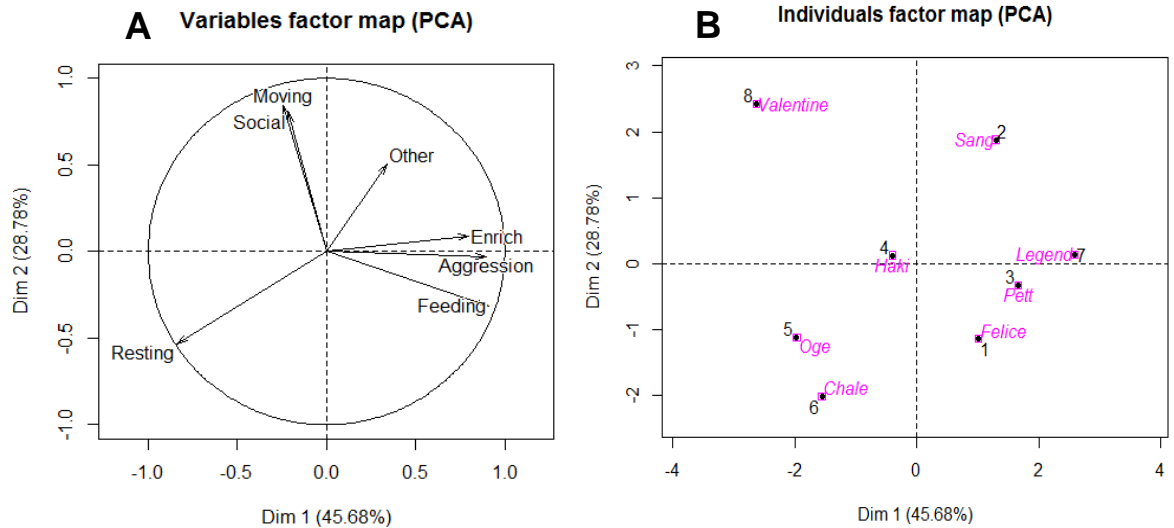 A Variables factor map (PCA)
Dim 2 (28.78%)
1.0
0.5
0.0
-0.5
-1.0
Moving
Social
Other
Enrich
Aggression
Feeding
Resting
-1.0 -0.5 0.0 0.5 1.0
Dim 1 (45.68%)
B Individuals factor map (PCA)
Dim 2 (28.78%)
3
2
1
0
-1
-2
8 Valentine
Sang 2
4
Haki
Legend 7
3
Pett
5
Oge
Felice
1
Chale
6
-4 -2 0 2 4
Dim 1 (45.68%)